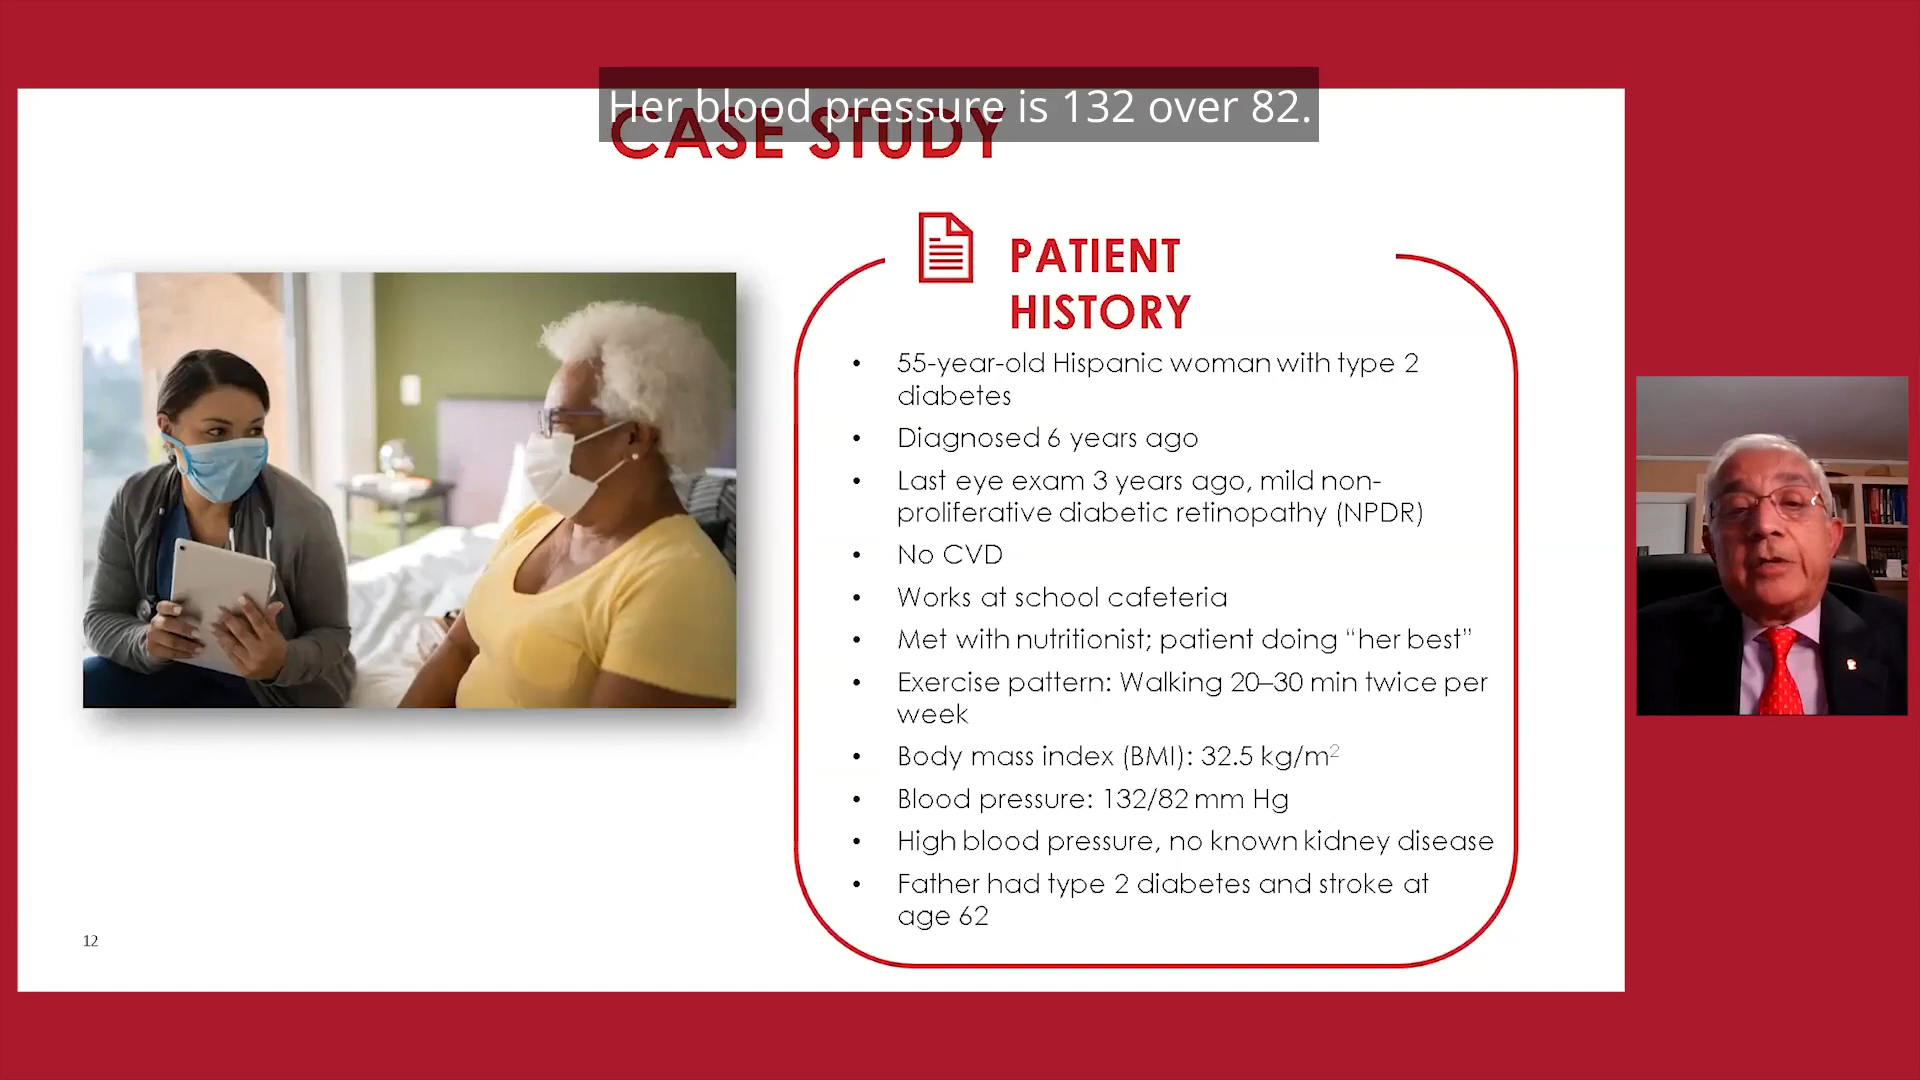 Her blood pressure is 132 over 82.
CASE STUDY
PATIENT
HISTORY
• 55-year-old Hispanic woman with type 2
diabetes
• Diagnosed 6 years ago
• Last eye exam 3 years ago, mild non-
proliferative diabetic retinopathy (NPDR)
• No CVD
• Works at school cafeteria
• Met with nutritionist; patient doing “her best”
• Exercise pattern: Walking 20–30 min twice per
week
• Body mass index (BMI): 32.5 kg/m²
• Blood pressure: 132/82 mm Hg
• High blood pressure, no known kidney disease
• Father had type 2 diabetes and stroke at
age 62
12